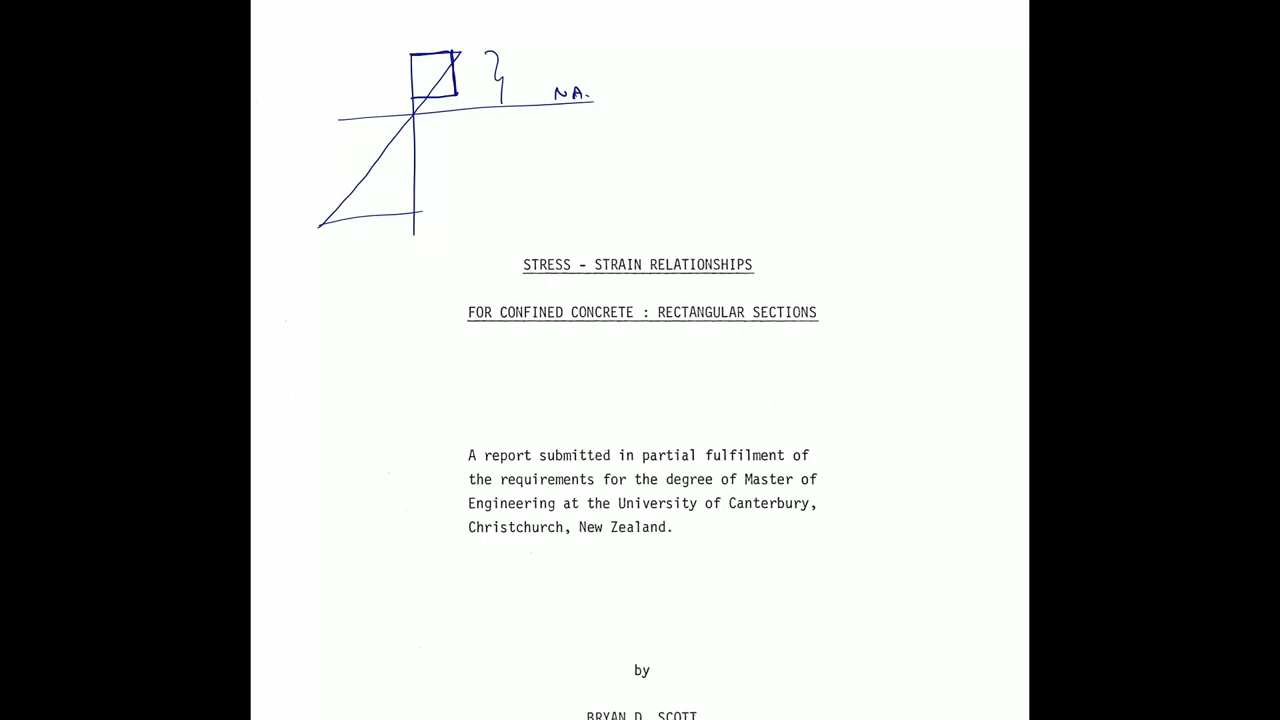 NA.
STRESS - STRAIN RELATIONSHIPS
FOR CONFINED CONCRETE : RECTANGULAR SECTIONS
A report submitted in partial fulfilment of
the requirements for the degree of Master of
Engineering at the University of Canterbury,
Christchurch, New Zealand.
by
BRYAN D. SCOTT